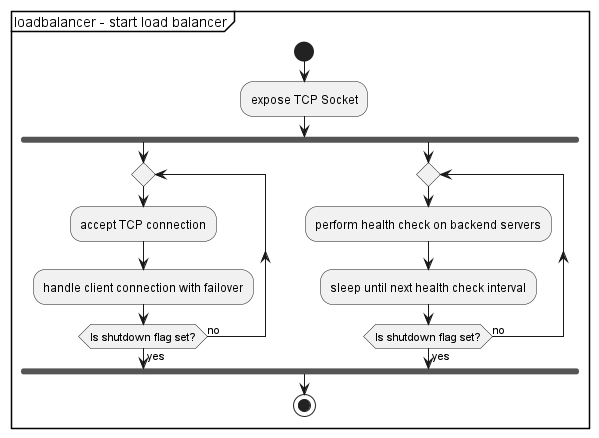 loadbalancer - start load balancer
expose TCP Socket
accept TCP connection
handle client connection with failover
Is shutdown flag set?
no
yes
perform health check on backend servers
sleep until next health check interval
Is shutdown flag set?
no
yes